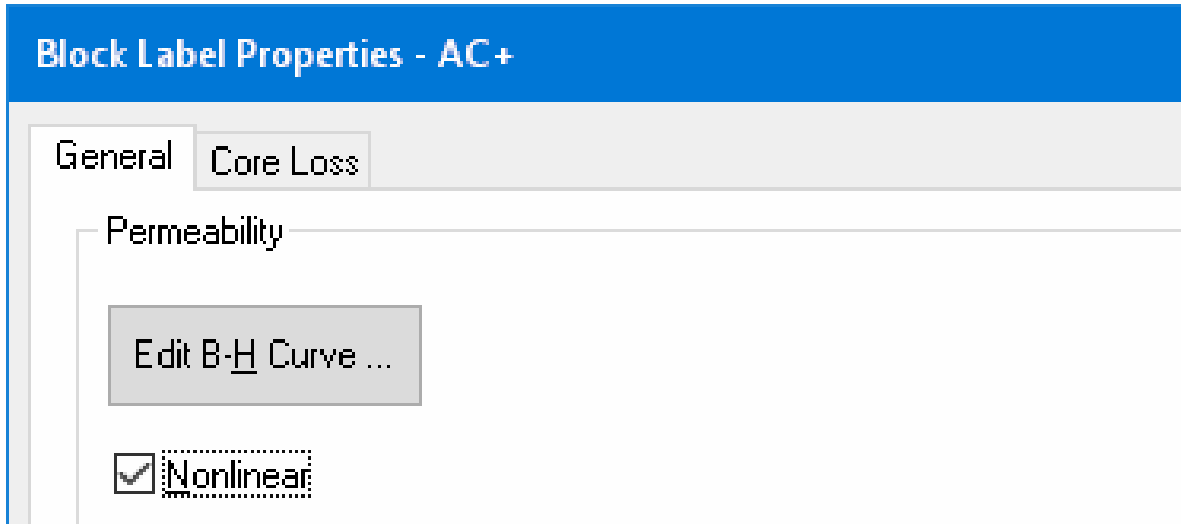 Block Label Properties - AC+
General Core Loss
Permeability
Edit B-H Curve ...
Nonlinear